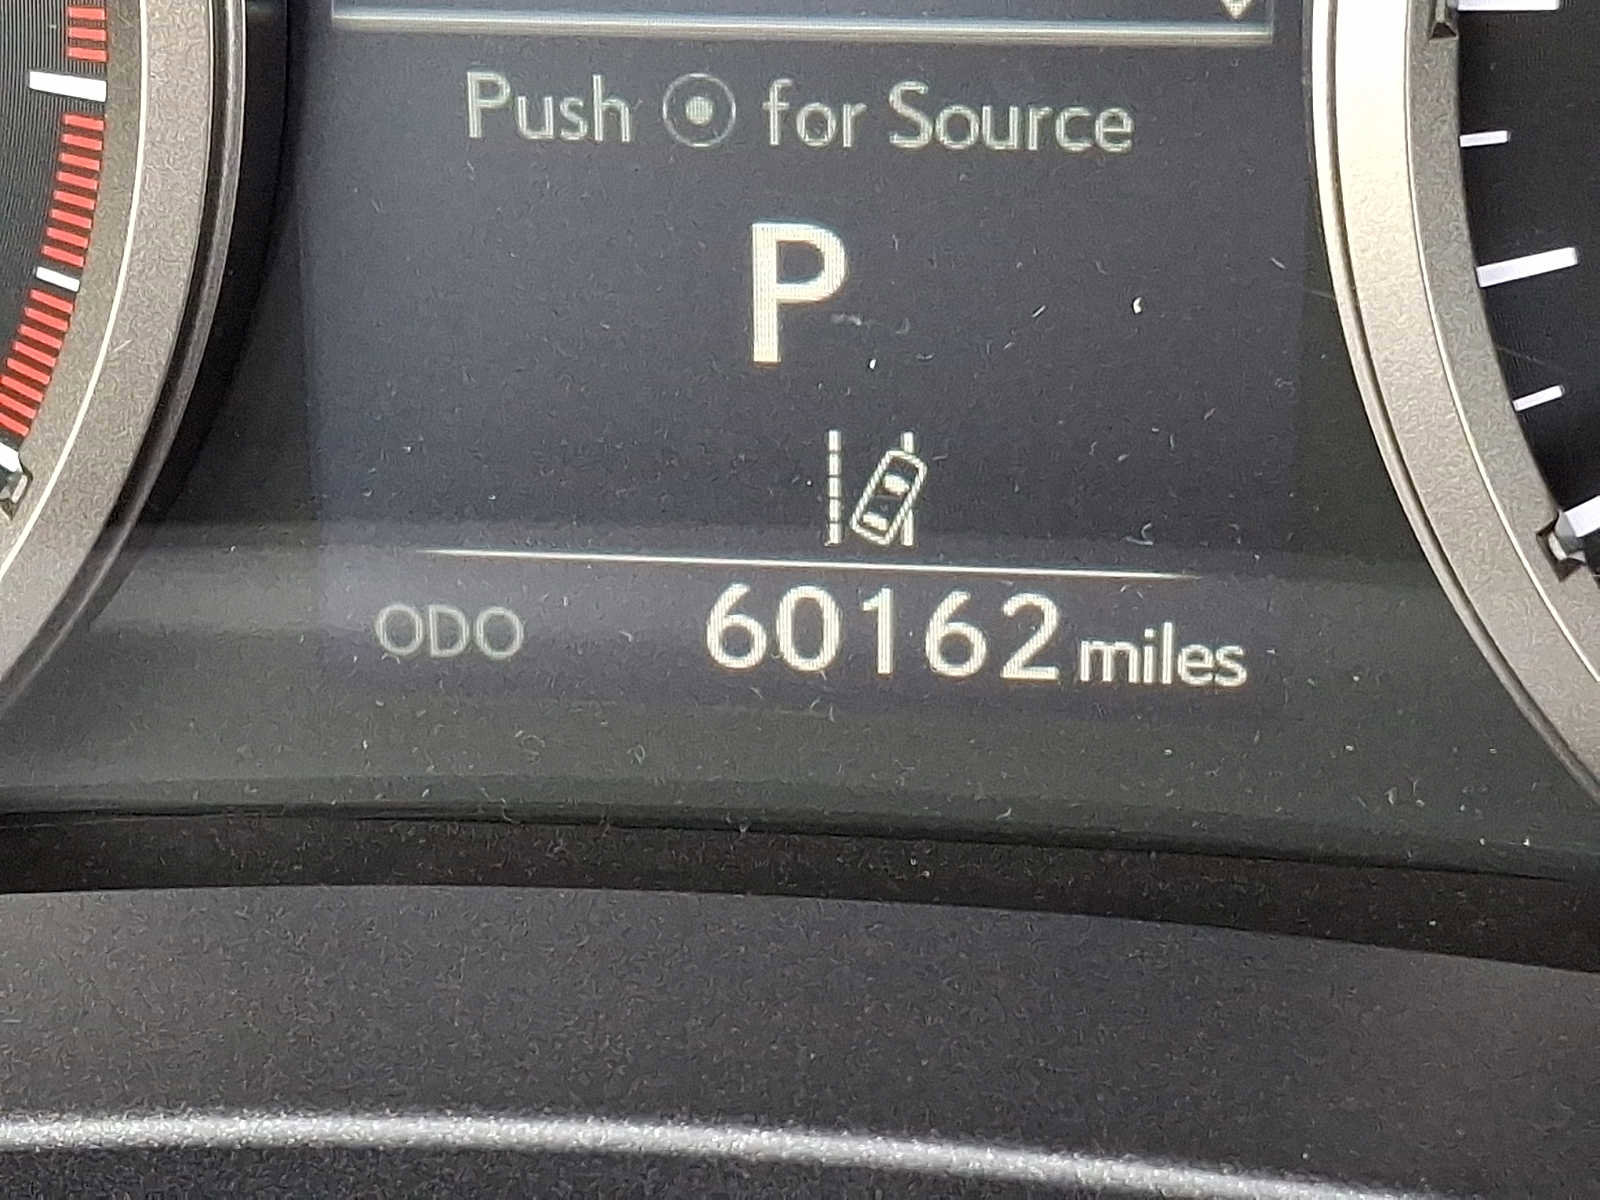 Push for Source
P
ODO 60162 miles